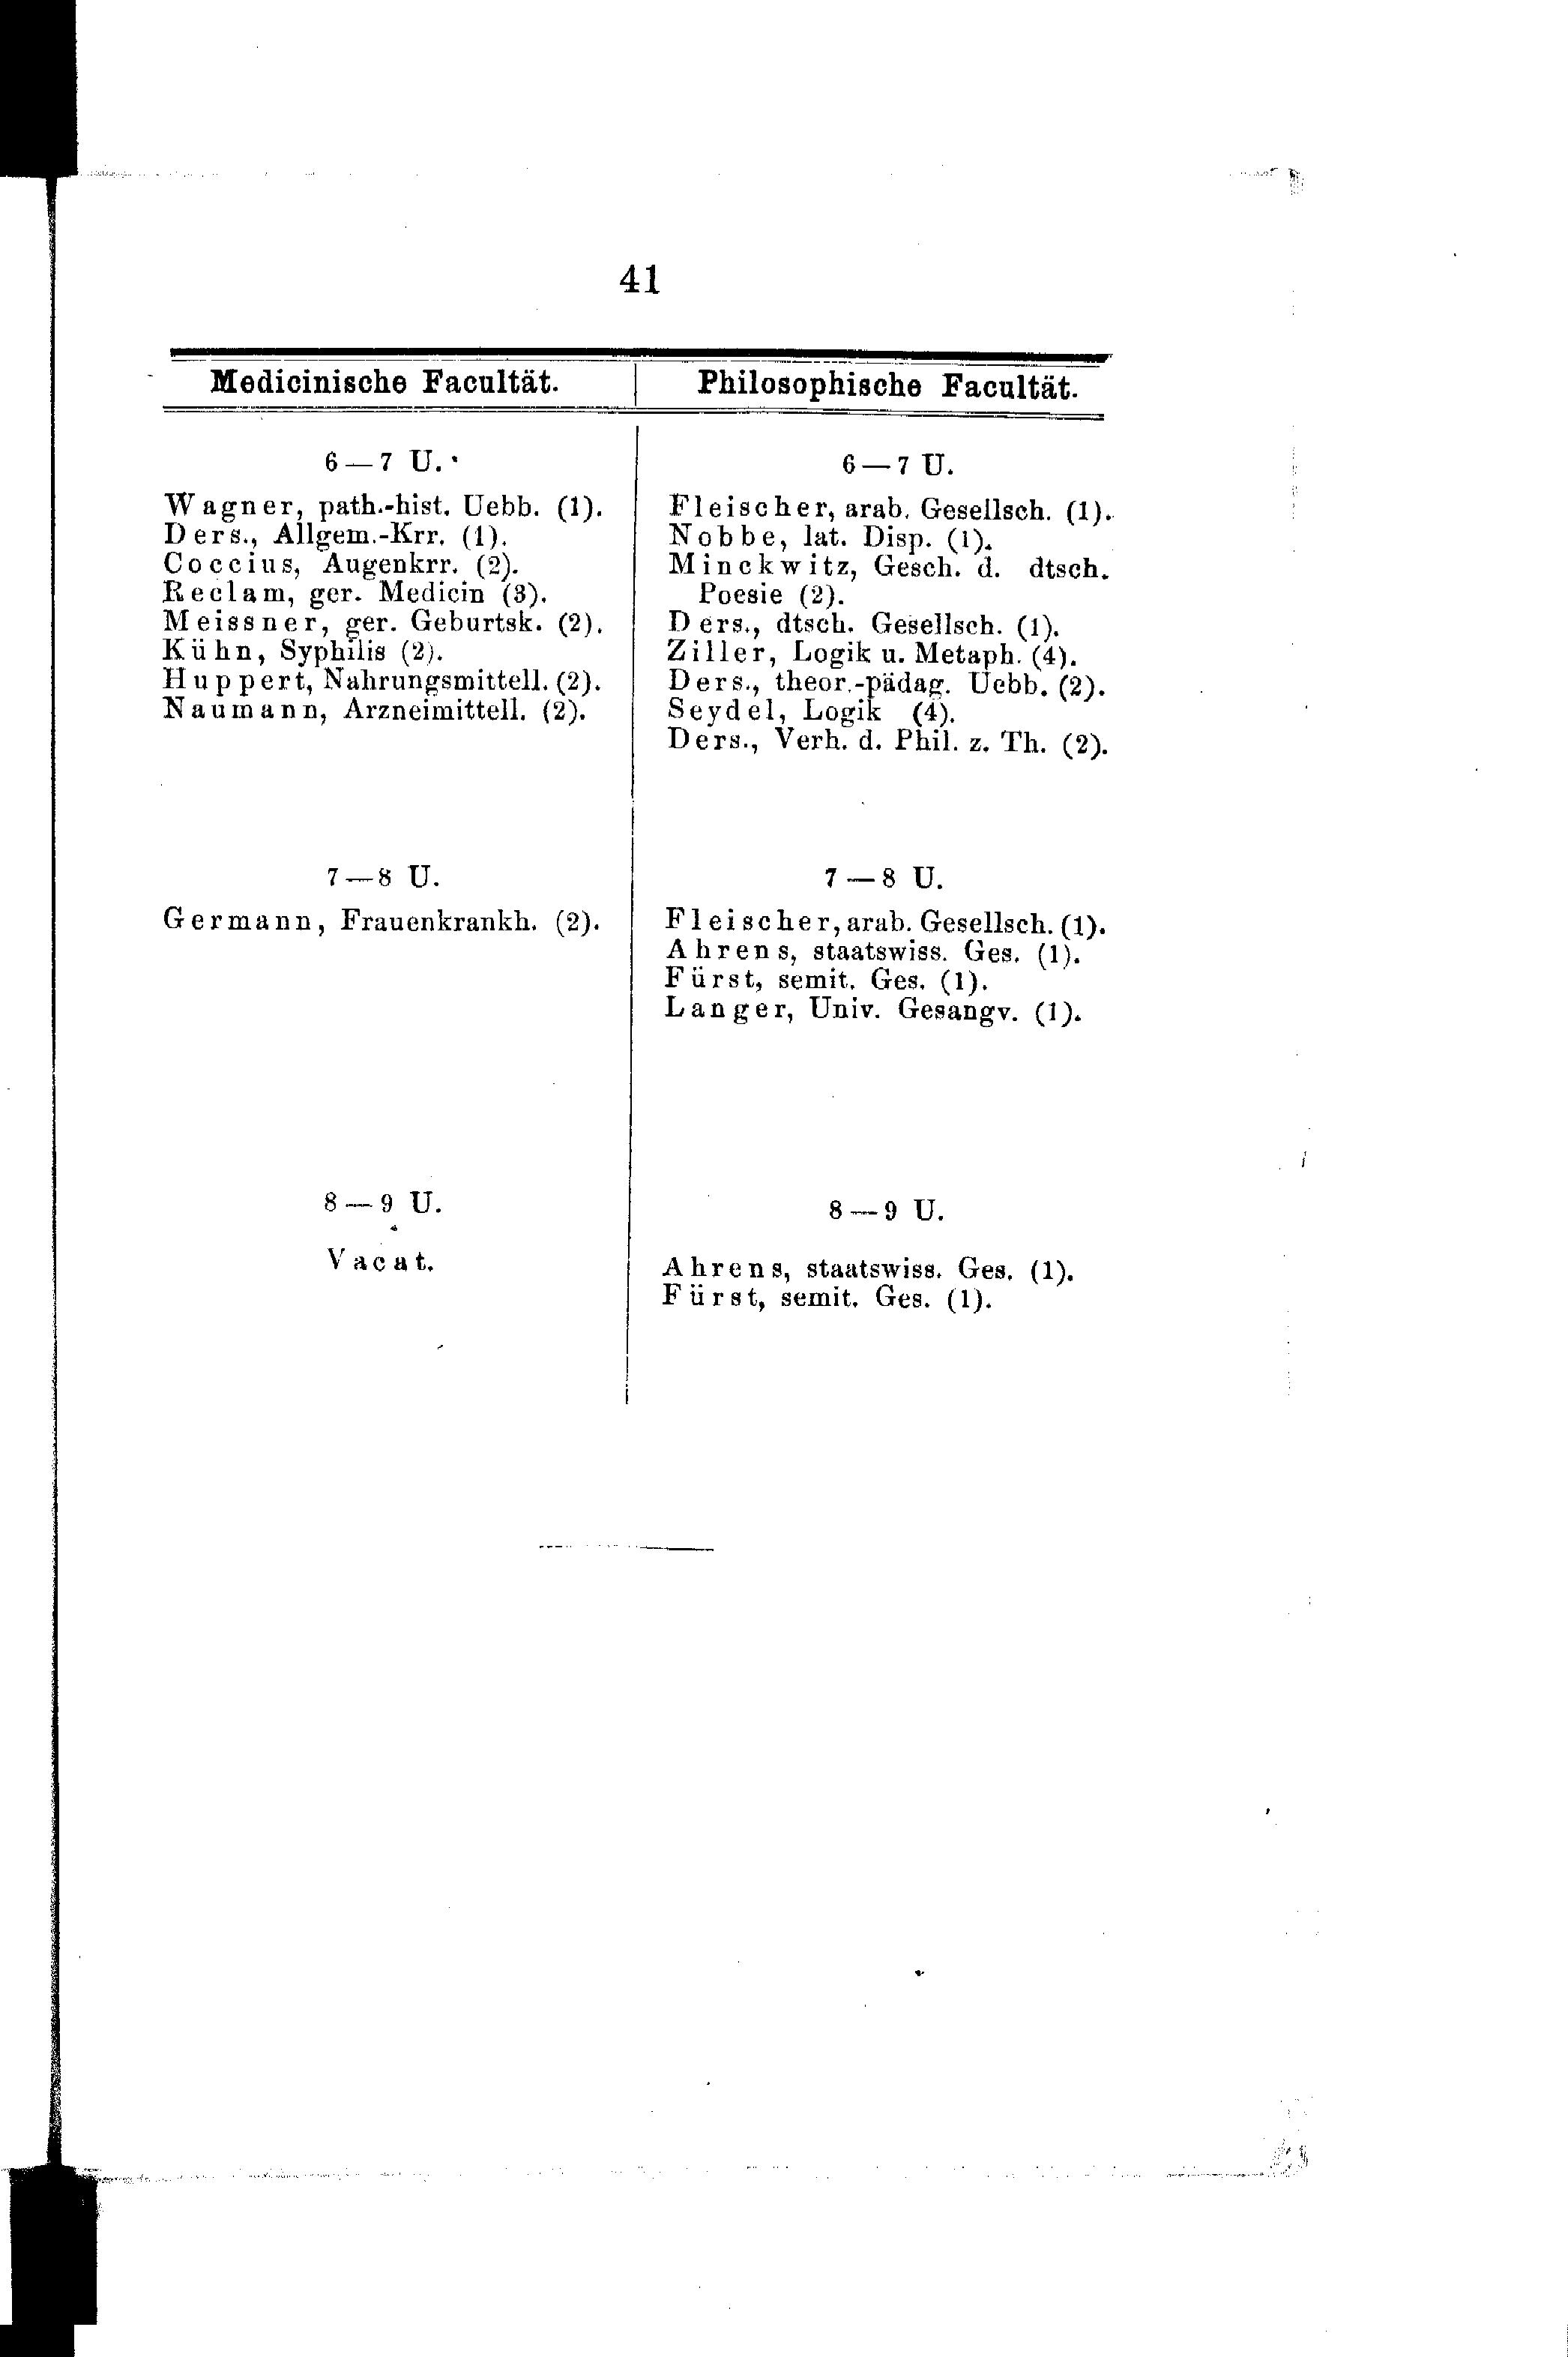 41
Medicinische Facultät.
6—7 U.
Wagner, path.-hist. Uebb. (1).
Ders., Allgem.-Krr. (1).
Coccius, Augenkrr. (2).
Reclam, ger. Medicin (3).
Meissner, ger. Geburtsk. (2).
Kühn, Syphilis (2).
Huppert, Nahrungsmittell. (2).
Naumann, Arzneimittell. (2).
7—8 U.
Germann, Frauenkrankh. (2).
8—9 U.
Vacat.
Philosophische Facultät.
6—7 U.
Fleischer, arab. Gesellsch. (1).
Nobbe, lat. Disp. (1).
Minckwitz, Gesch. d. dtsch.
Poesie (2).
Ders., dtsch. Gesellsch. (1).
Ziller, Logik u. Metaph. (4).
Ders., theor.-pädag. Uebb. (2).
Seydel, Logik (4).
Ders., Verh. d. Phil. z. Th. (2).
7—8 U.
Fleischer, arab. Gesellsch. (1).
Ahrens, staatswiss. Ges. (1).
Fürst, semit. Ges. (1).
Langer, Univ. Gesangv. (1).
8—9 U.
Ahrens, staatswiss. Ges. (1).
Fürst, semit. Ges. (1).